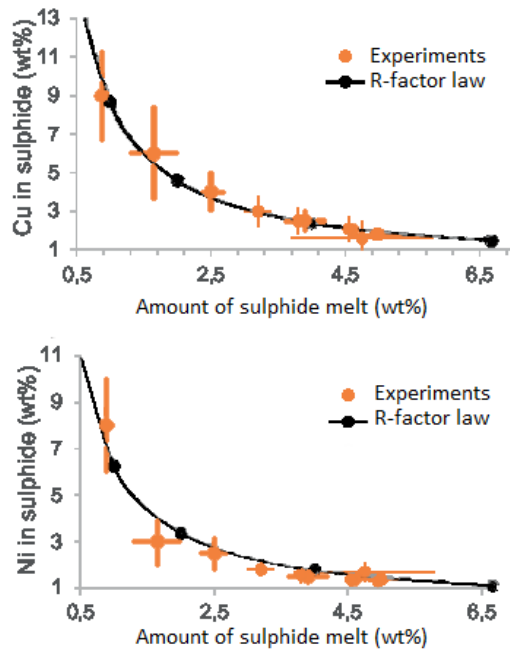 13
11
9
7
5
3
1
Cu in sulphide (wt%)
Experiments
R-factor law
0,5 2,5 4,5 6,5
Amount of sulphide melt (wt%)
11
9
7
5
3
1
Ni in sulphide (wt%)
Experiments
R-factor law
0,5 2,5 4,5 6,5
Amount of sulphide melt (wt%)